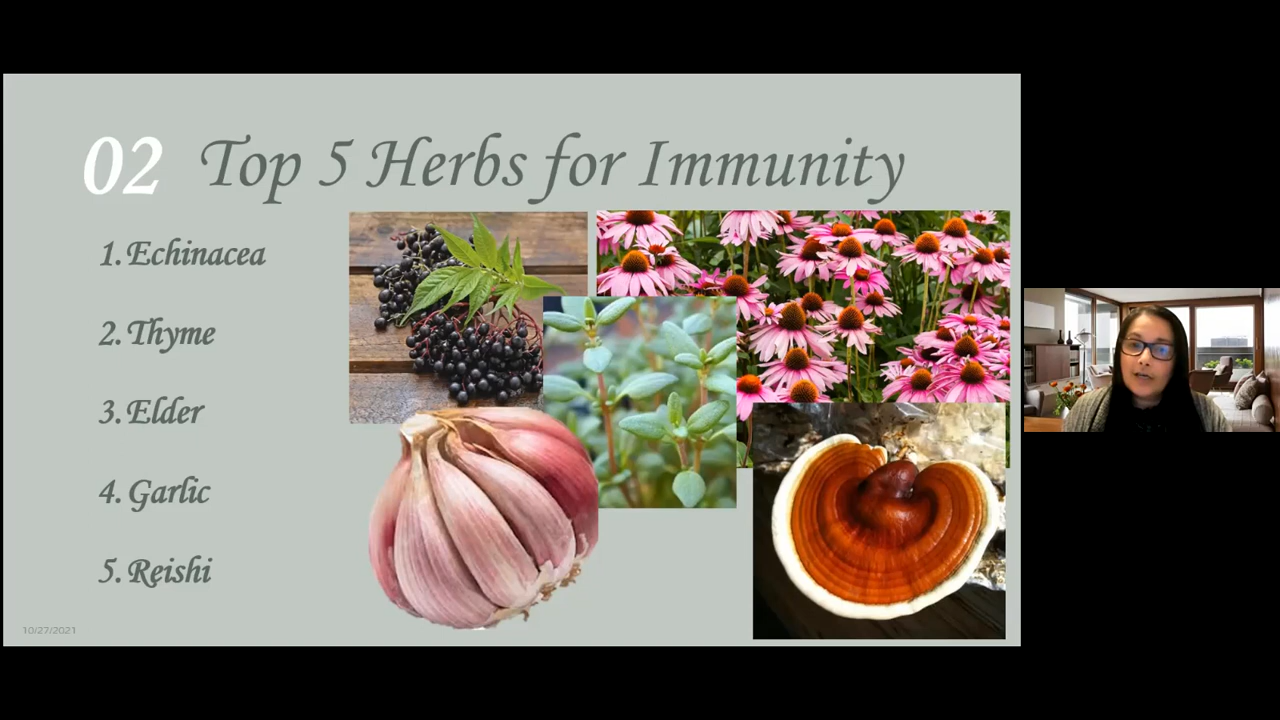 02 Top 5 Herbs for Immunity
1. Echinacea
2. Thyme
3. Elder
4. Garlic
5. Reishi
10/27/2021